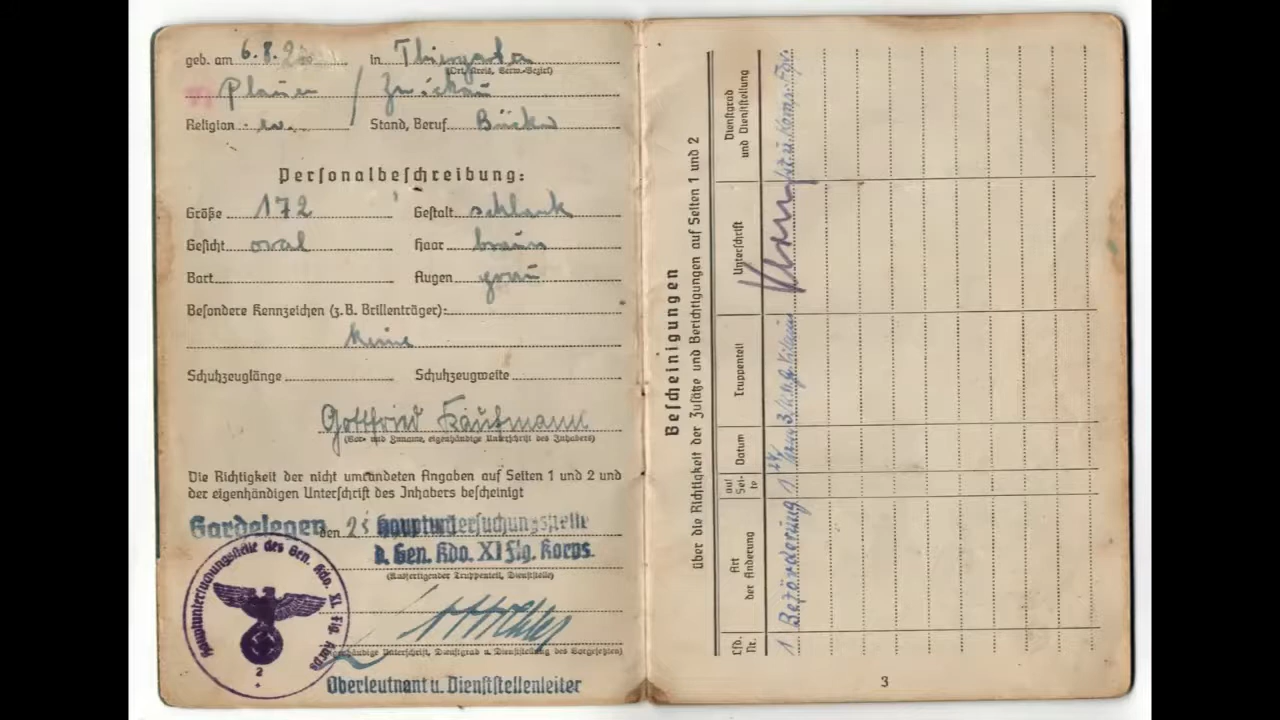 geb. am 6.8. In Thiergarten
(Ort, Kreis, Verw.-Bezirk)
Plauen / Zwickau
Religion ev. Stand, Beruf
Personalbeschreibung:
Größe 172 Gestalt schlank
Gesicht oval Haar braun
Bart Augen grau
Besondere Kennzeichen (z.B. Brillenträger):
Keine
Schuhzeuglänge Schuhzeugweite
Gottfried Kaufmann
(Vor- und Zuname, eigenhändige Unterschrift des Inhabers)
Die Richtigkeit der nicht umrandeten Angaben auf Seiten 1 und 2 und
der eigenhändigen Unterschrift des Inhabers bescheinigt
Gardelegen den Hauptuntersuchungsstelle
b. Gen. Kdo. XI Flg. Korps.
(Ausfertigender Truppenteil, Dienststelle)
Hauptuntersuchungsstelle des Gen. Kdo. XI. Flg. Korps
2
(Eigenhändige Unterschrift, Dienstgrad u. Dienststellung des Vorgesetzten)
Oberleutnant u. Dienststellenleiter
Bescheinigungen
über die Richtigkeit der Zusätze und Berichtigungen auf Seiten 1 und 2
Lfd. Nr.
Art der Änderung
auf Sei-te
Datum
Truppenteil
Unterschrift
Dienstgrad und Dienststellung
1 Beförderung 1
3